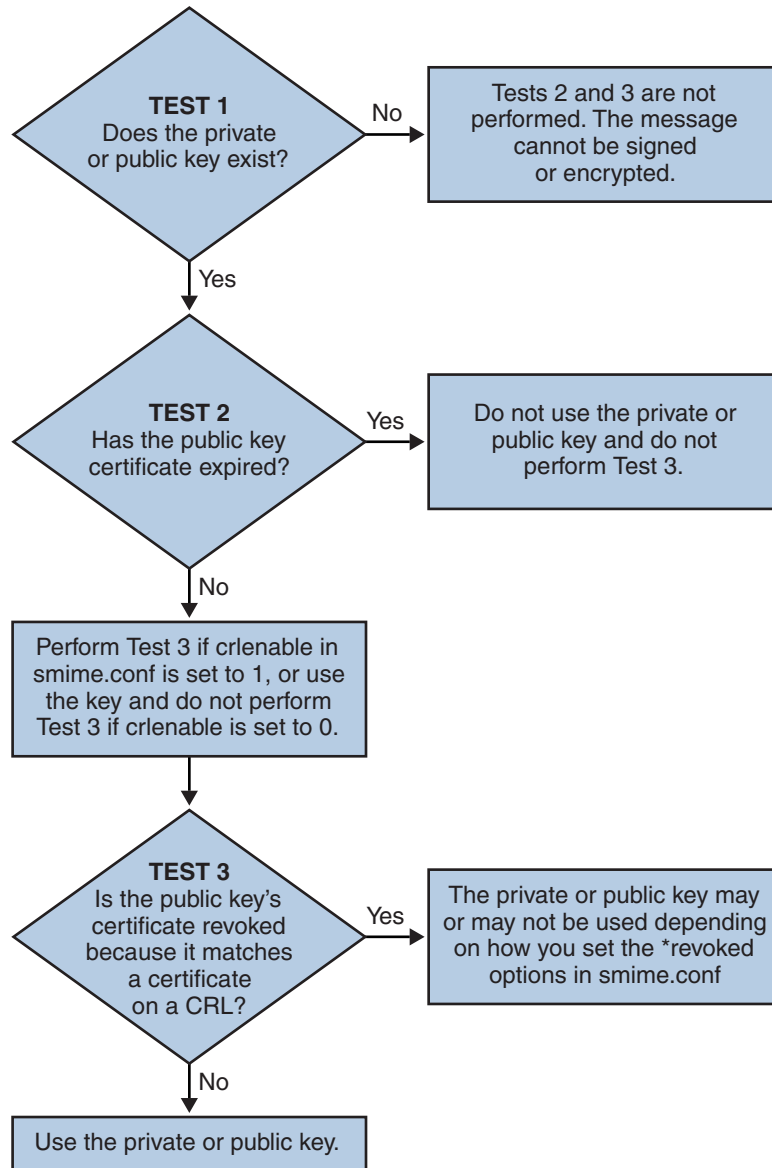 TEST 1
Does the private
or public key exist?
No
Tests 2 and 3 are not
performed. The message
cannot be signed
or encrypted.
Yes
TEST 2
Has the public key
certificate expired?
Yes
Do not use the private or
public key and do not
perform Test 3.
No
Perform Test 3 if crlenable in
smime.conf is set to 1, or use
the key and do not perform
Test 3 if crlenable is set to 0.
TEST 3
Is the public key's
certificate revoked
because it matches
a certificate
on a CRL?
Yes
The private or public key may
or may not be used depending
on how you set the *revoked
options in smime.conf
No
Use the private or public key.